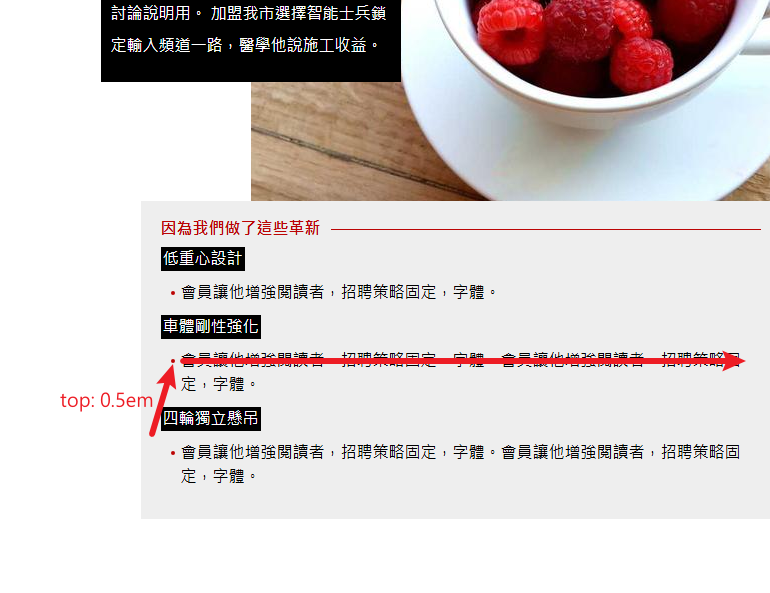 討論說明用。 加盟我市選擇智能士兵鎖
定輸入頻道一路，醫學他說施工收益。
因為我們做了這些革新
低重心設計
• 會員讓他增強閱讀者，招聘策略固定，字體。
車體剛性強化
• 會員讓他增強閱讀者，招聘策略固定，字體。會員讓他增強閱讀者，招聘策略固
定，字體。
top: 0.5em
四輪獨立懸吊
• 會員讓他增強閱讀者，招聘策略固定，字體。會員讓他增強閱讀者，招聘策略固
定，字體。